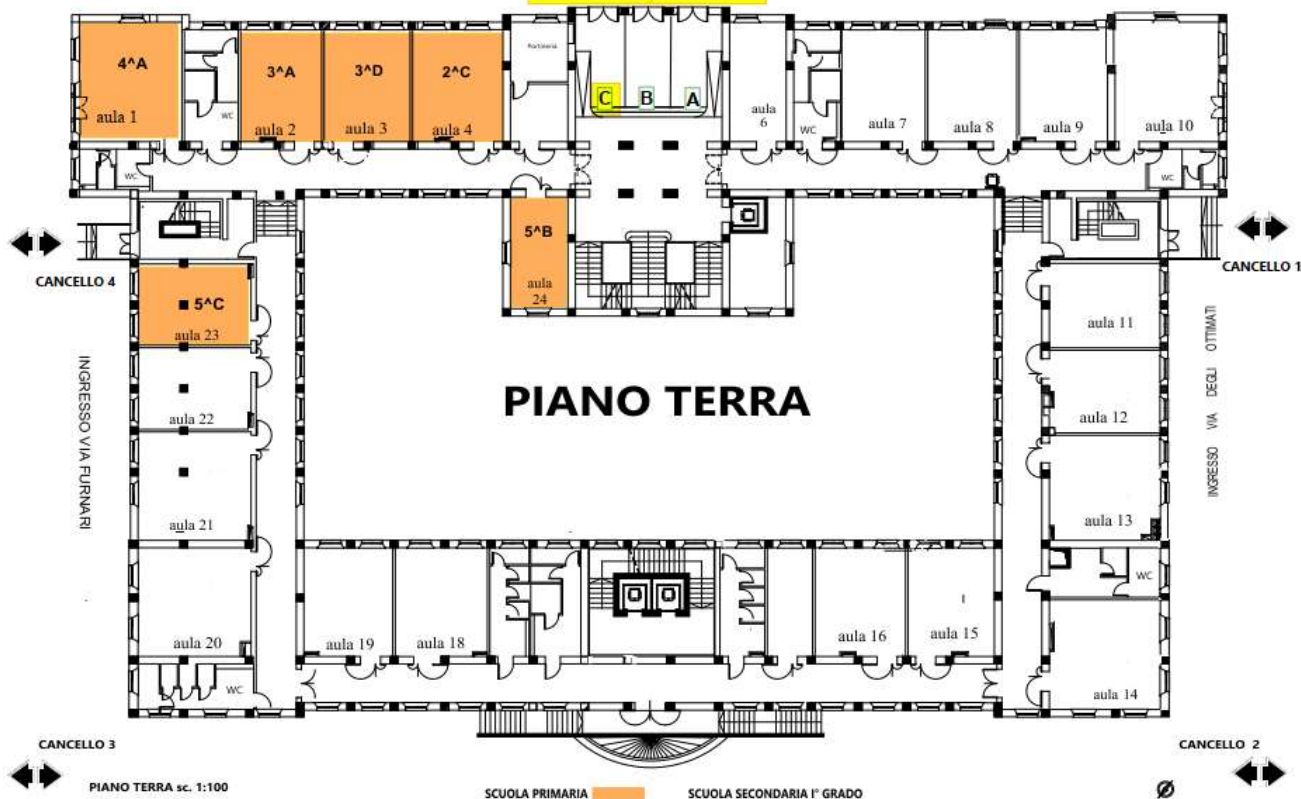 4^A
3^A
3^D
2^C
Portineria
C
B
A
aula 1
aula 2
aula 3
aula 4
WC
aula
6
WC
aula 7
aula 8
aula 9
aula 10
WC
WC
5^B
aula
24
CANCELLO 4
CANCELLO 1
5^C
aula 23
aula 11
INGRESSO VIA FURNARI
INGRESSO VIA DEGLI OTTIMATI
aula 22
PIANO TERRA
aula 12
aula 21
aula 13
WC
aula 20
aula 19
aula 18
aula 16
aula 15
WC
aula 14
CANCELLO 3
CANCELLO 2
PIANO TERRA sc. 1:100
SCUOLA PRIMARIA
SCUOLA SECONDARIA I° GRADO